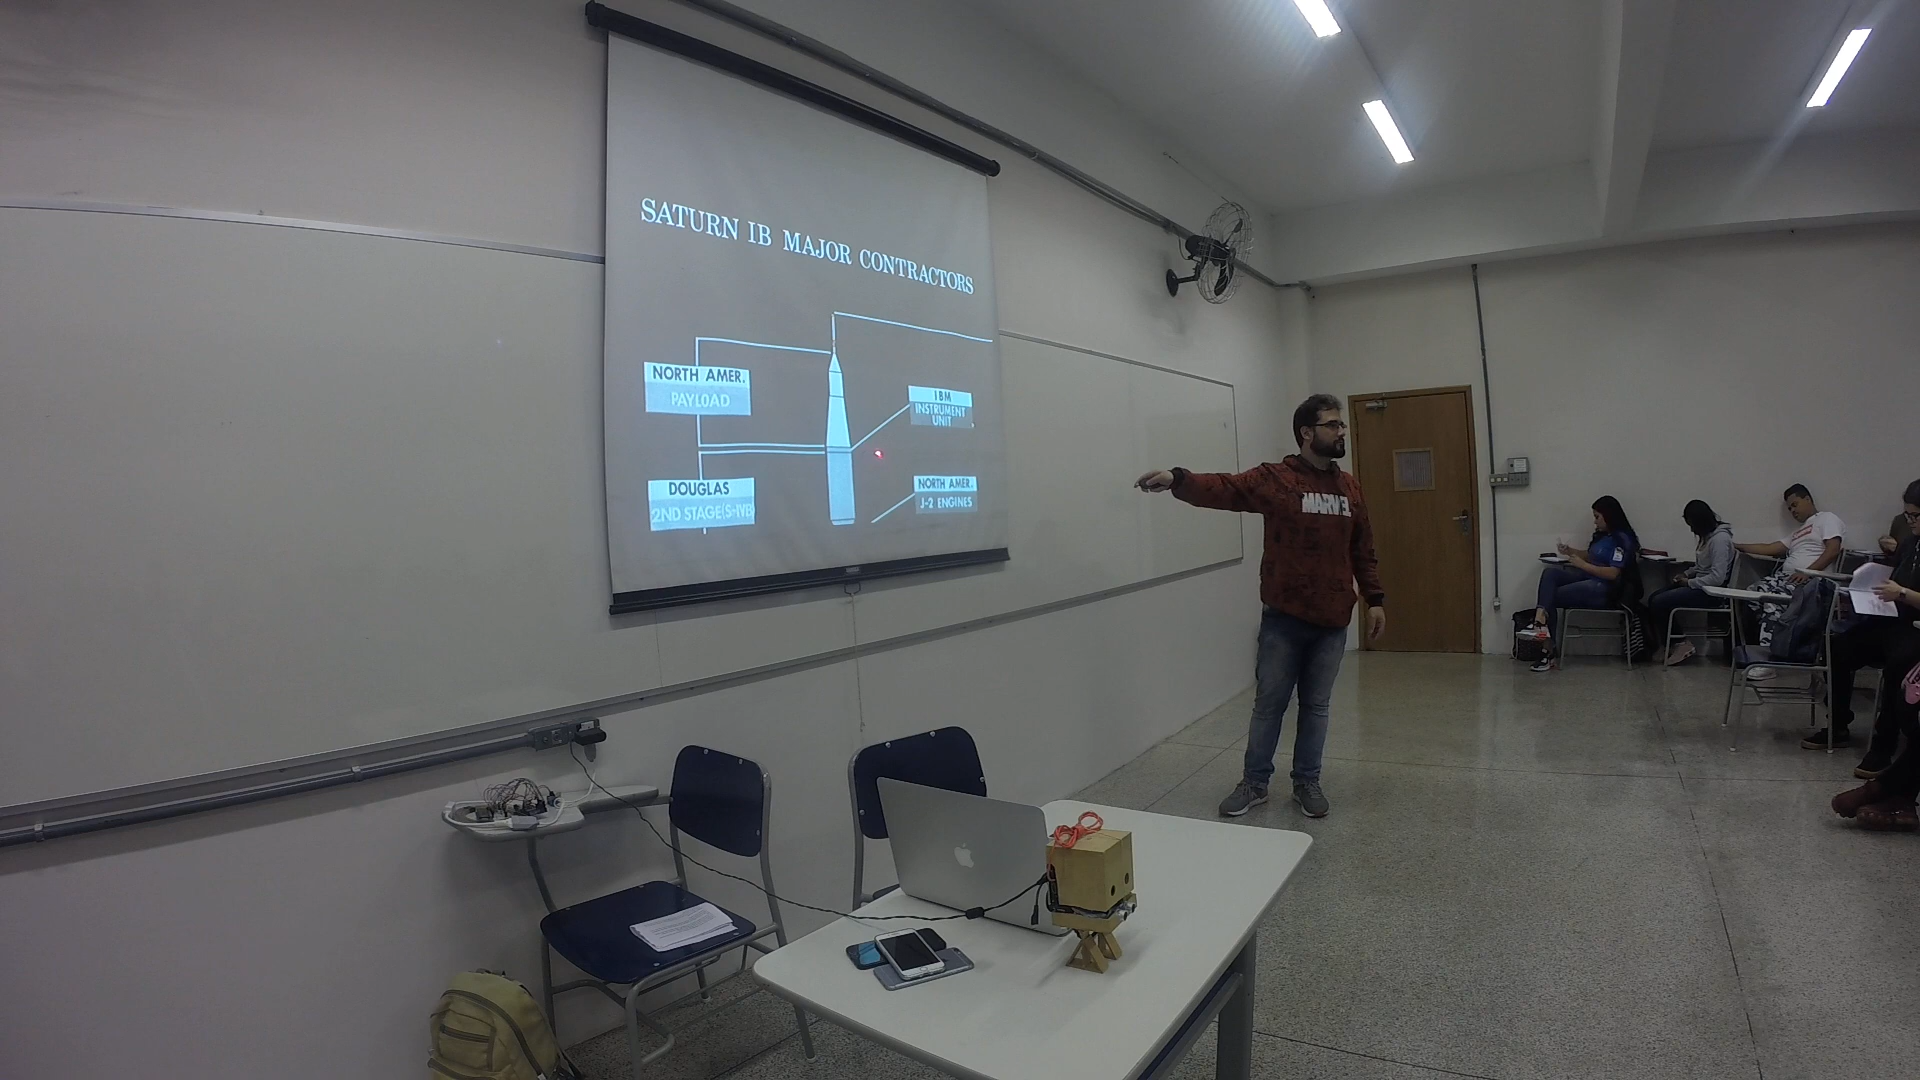 SATURN IB MAJOR CONTRACTORS
NORTH AMER.
PAYLOAD
IBM
INSTRUMENT
UNIT
DOUGLAS
2ND STAGE(S-IVB)
NORTH AMER.
J-2 ENGINES
MARVEL